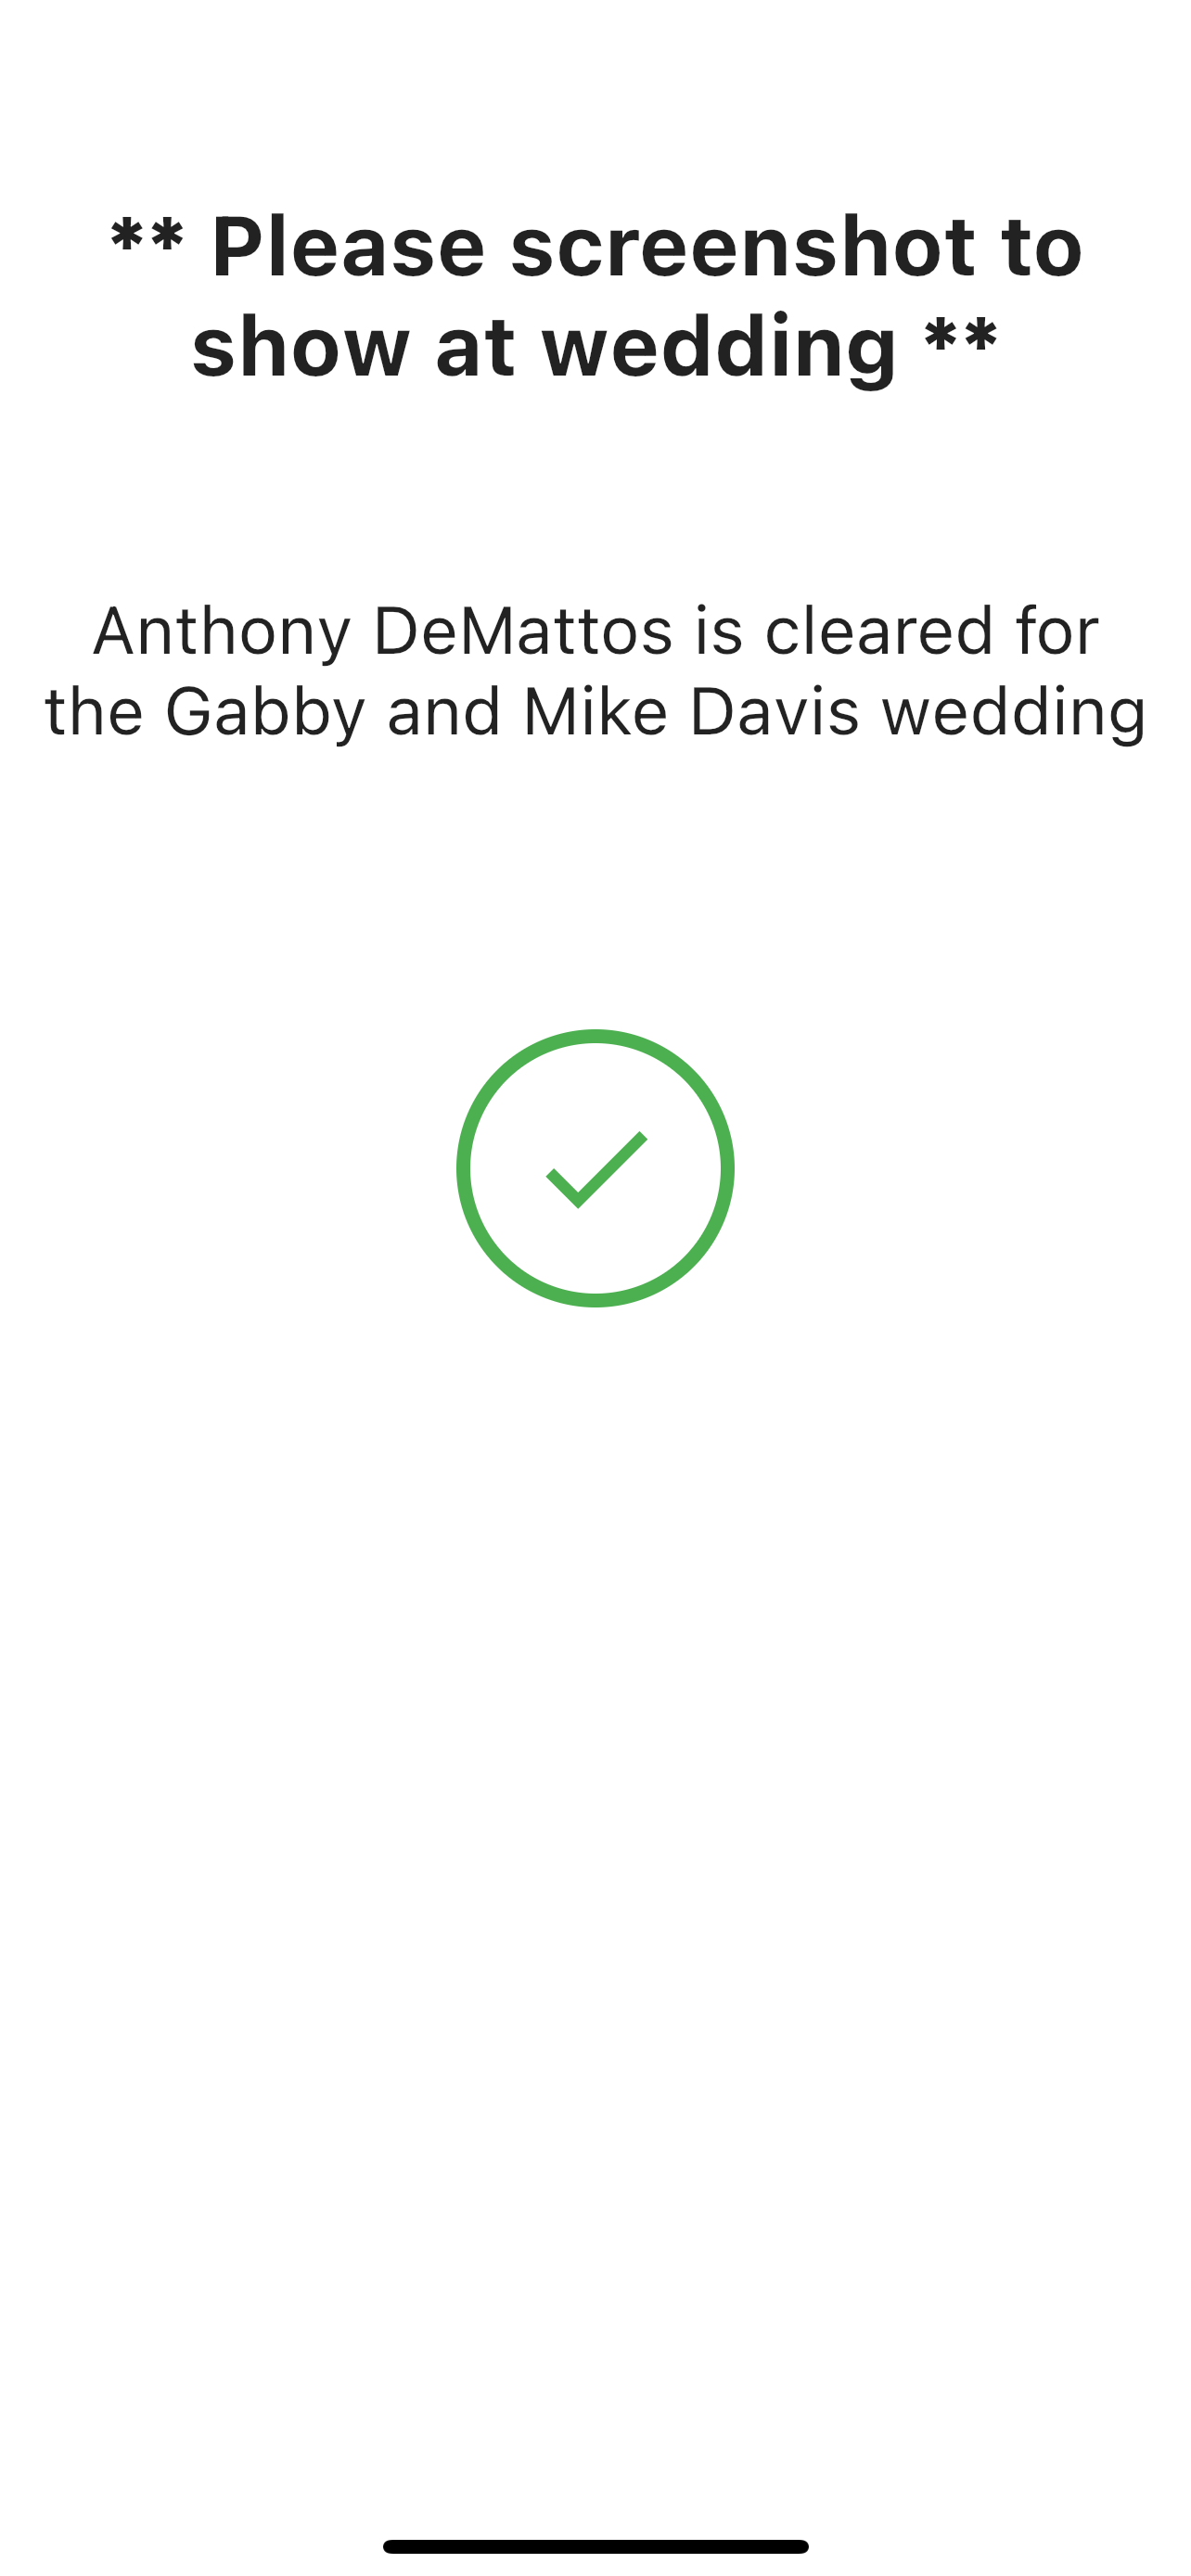 ** Please screenshot to
show at wedding **
Anthony DeMattos is cleared for
the Gabby and Mike Davis wedding